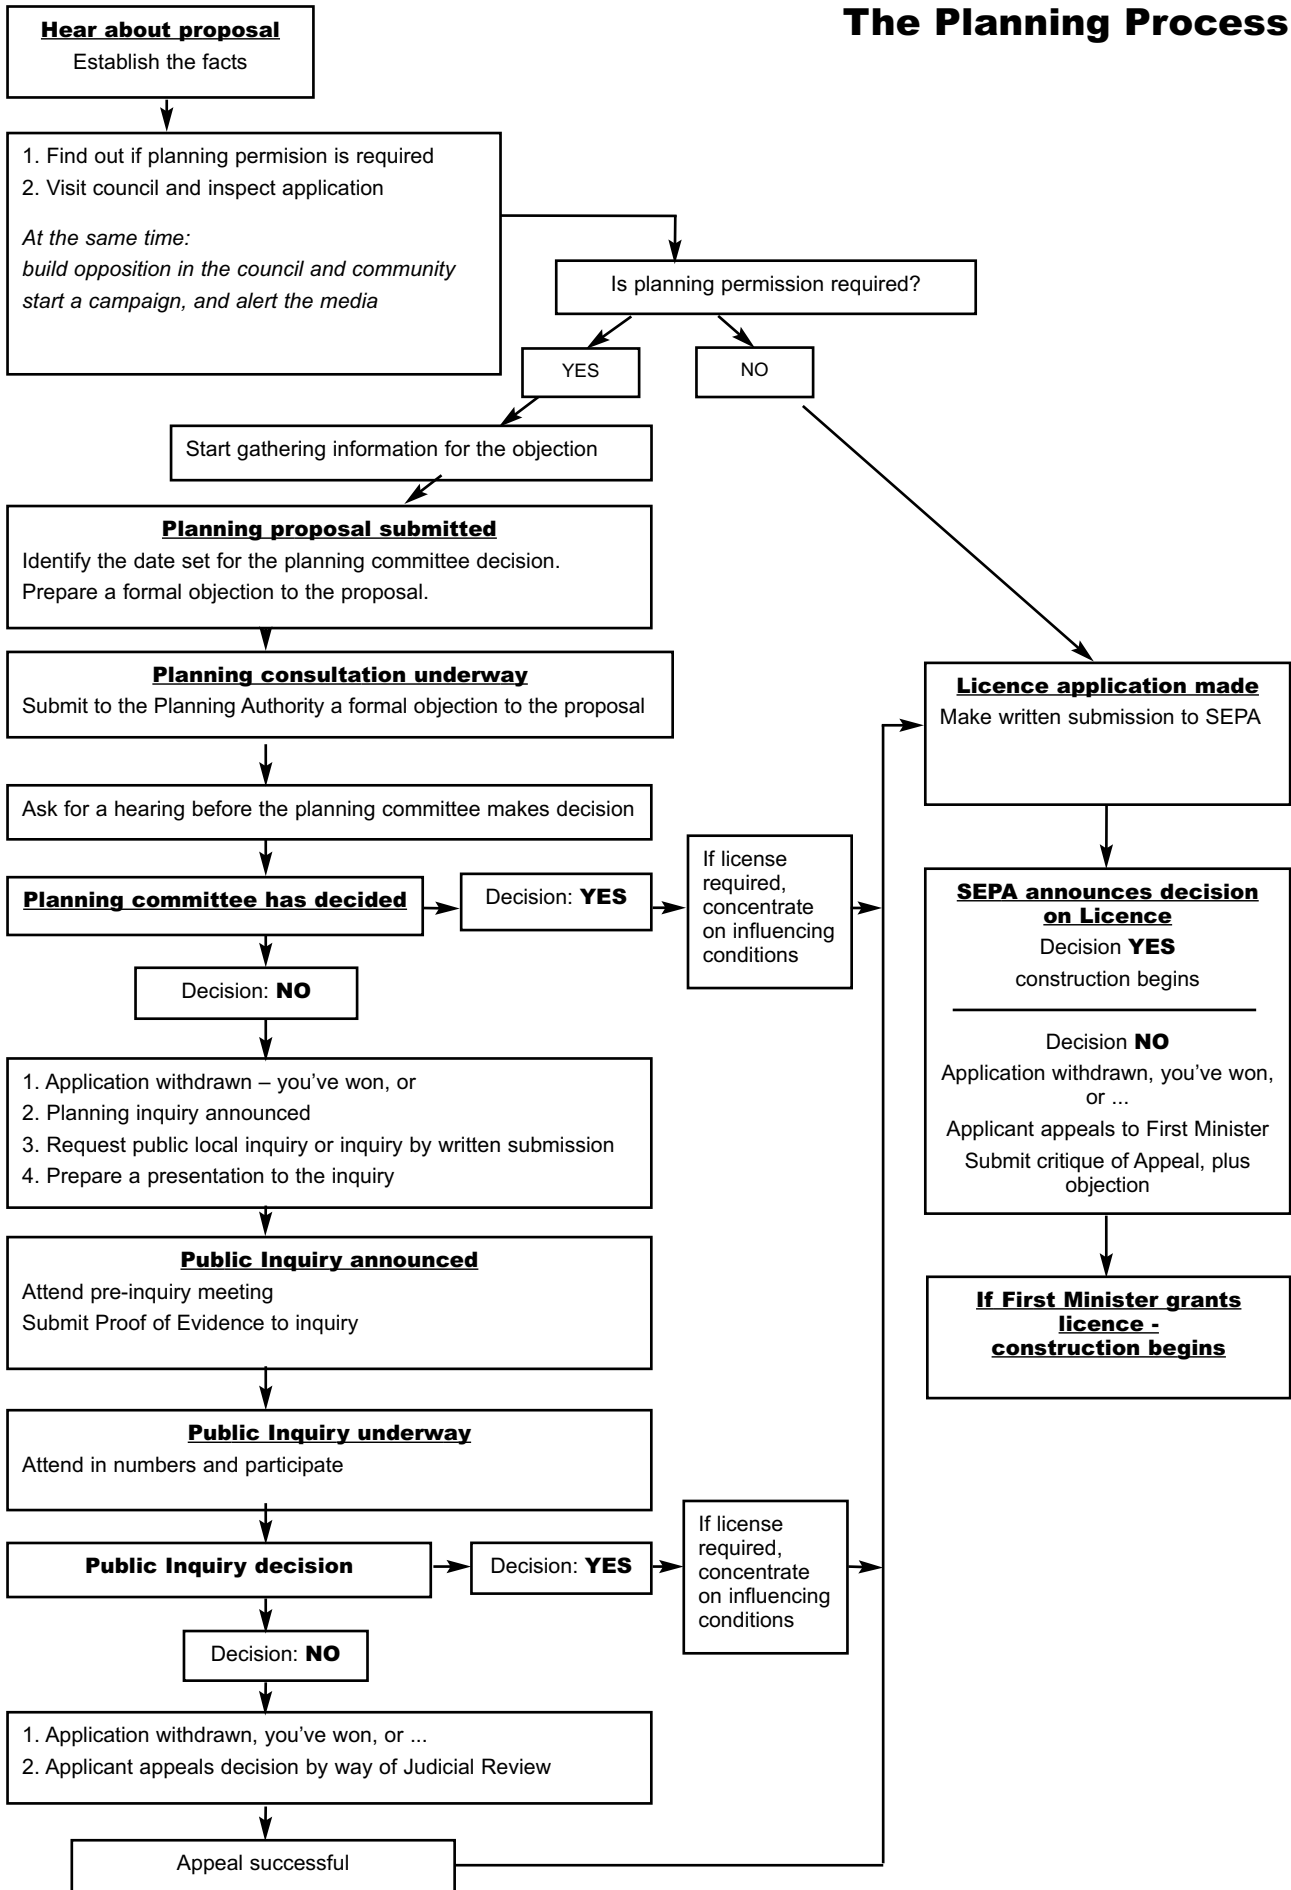 The Planning Process
Hear about proposal
Establish the facts
1. Find out if planning permision is required
2. Visit council and inspect application
At the same time:
build opposition in the council and community
start a campaign, and alert the media
Is planning permission required?
YES
NO
Start gathering information for the objection
Planning proposal submitted
Identify the date set for the planning committee decision.
Prepare a formal objection to the proposal.
Planning consultation underway
Submit to the Planning Authority a formal objection to the proposal
Ask for a hearing before the planning committee makes decision
Planning committee has decided
Decision: YES
If license
required,
concentrate
on influencing
conditions
Decision: NO
1. Application withdrawn – you've won, or
2. Planning inquiry announced
3. Request public local inquiry or inquiry by written submission
4. Prepare a presentation to the inquiry
Public Inquiry announced
Attend pre-inquiry meeting
Submit Proof of Evidence to inquiry
Public Inquiry underway
Attend in numbers and participate
Public Inquiry decision
Decision: YES
If license
required,
concentrate
on influencing
conditions
Decision: NO
1. Application withdrawn, you've won, or ...
2. Applicant appeals decision by way of Judicial Review
Appeal successful
Licence application made
Make written submission to SEPA
SEPA announces decision
on Licence
Decision YES
construction begins
Decision NO
Application withdrawn, you've won,
or ...
Applicant appeals to First Minister
Submit critique of Appeal, plus
objection
If First Minister grants
licence -
construction begins